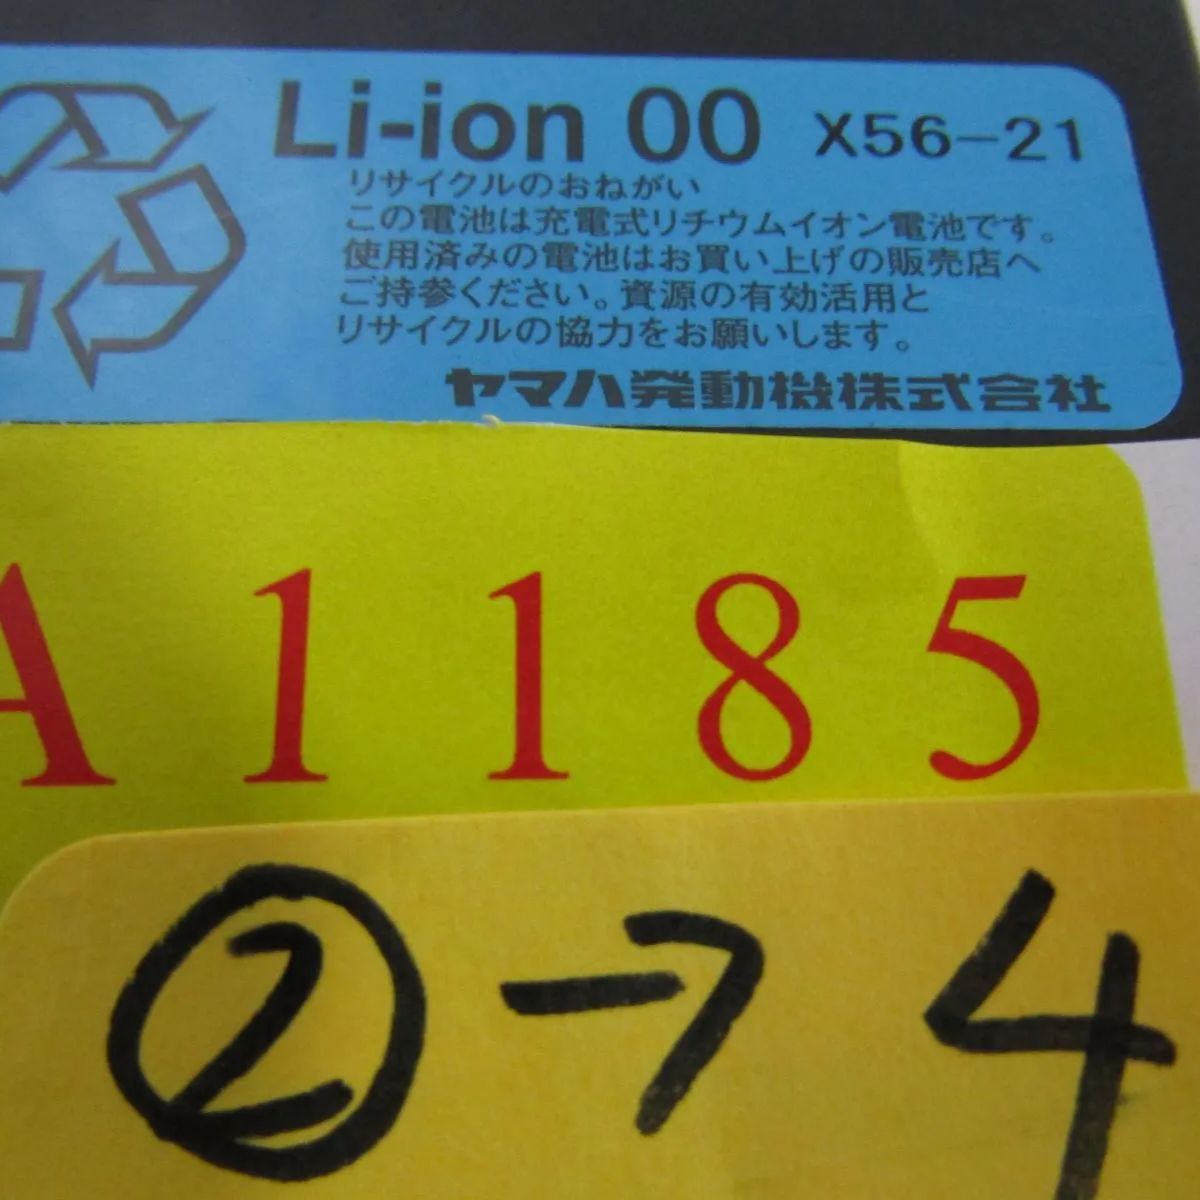 Li-ion 00 X56-21
リサイクルのおねがい
この電池は充電式リチウムイオン電池です。
使用済みの電池はお買い上げの販売店へ
ご持参ください。資源の有効活用と
リサイクルの協力をお願いします。
ヤマハ発動機株式会社
A1185
②→4